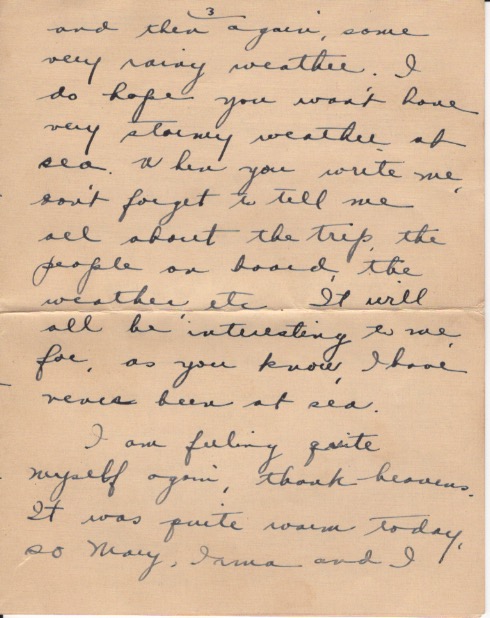 3
and then again, some
very rainy weather. I
do hope you won't have
very stormy weather at
sea. When you write me,
don't forget to tell me
all about the trip, the
people on board, the
weather etc. It will
all be interesting to me,
for, as you know, I have
never been at sea.
I am feeling quite
myself again, thank heavens.
It was quite warm today,
so Mary, Irma and I